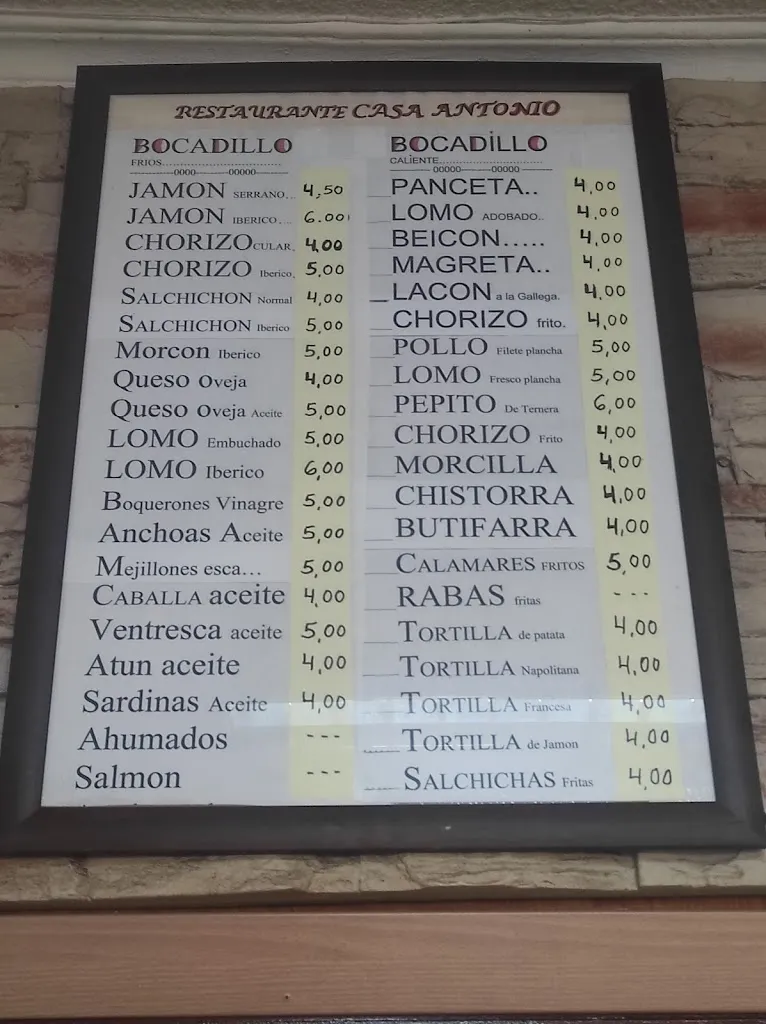 RESTAURANTE CASA ANTONIO
BOCADILLO
FRIOS..............................
----------0000----------00000--------
JAMON SERRANO... 4,50
JAMON IBERICO.... 6.00
CHORIZO CULAR. 4,00
CHORIZO Iberico, 5,00
SALCHICHON Normal 4,00
SALCHICHON Iberico 5,00
Morcon Iberico 5,00
Queso Oveja 4,00
Queso Oveja Aceite 5,00
LOMO Embuchado 5,00
LOMO Iberico 6,00
Boquerones Vinagre 5,00
Anchoas Aceite 5,00
Mejillones esca... 5,00
CABALLA aceite 4,00
Ventresca aceite 5,00
Atun aceite 4,00
Sardinas Aceite 4,00
Ahumados ---
Salmon ---
BOCADİLLO
CALİENTE..........................
----------00000----------00000--------
PANCETA.. 4,00
LOMO ADOBADO.. 4,00
BEICON..... 4,00
MAGRETA.. 4,00
LACON a la Gallega. 4,00
CHORIZO frito. 4,00
POLLO Filete plancha 5,00
LOMO Fresco plancha 5,00
PEPITO De Ternera 6,00
CHORIZO Frito 4,00
MORCILLA 4,00
CHISTORRA 4,00
BUTIFARRA 4,00
CALAMARES FRITOS 5,00
RABAS fritas ---
TORTILLA de patata 4,00
TORTILLA Napolitana 4,00
TORTILLA Francesa 4,00
TORTILLA de Jamon 4,00
SALCHICHAS Fritas 4,00